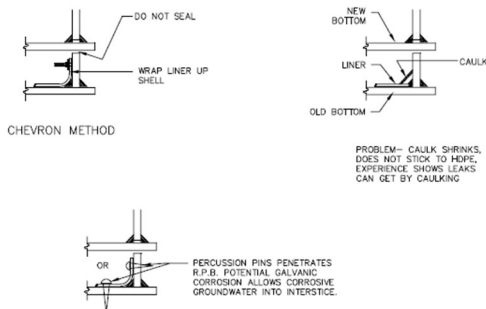 DO NOT SEAL
WRAP LINER UP
SHELL
CHEVRON METHOD
NEW
BOTTOM
LINER
CAULK
OLD BOTTOM
PROBLEM– CAULK SHRINKS,
DOES NOT STICK TO HDPE,
EXPERIENCE SHOWS LEAKS
CAN GET BY CAULKING
OR
PERCUSSION PINS PENETRATES
R.P.B. POTENTIAL GALVANIC
CORROSION ALLOWS CORROSIVE
GROUNDWATER INTO INTERSTICE.